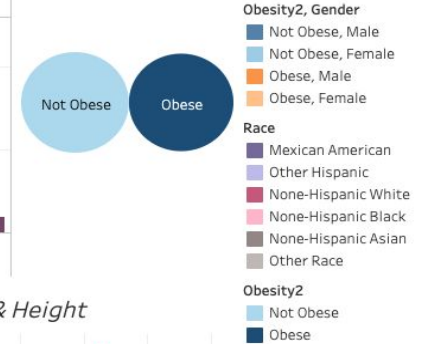 Obesity2, Gender
Not Obese, Male
Not Obese, Female
Obese, Male
Obese, Female
Not Obese
Obese
Race
Mexican American
Other Hispanic
None-Hispanic White
None-Hispanic Black
None-Hispanic Asian
Other Race
Obesity2
Not Obese
Obese
& Height